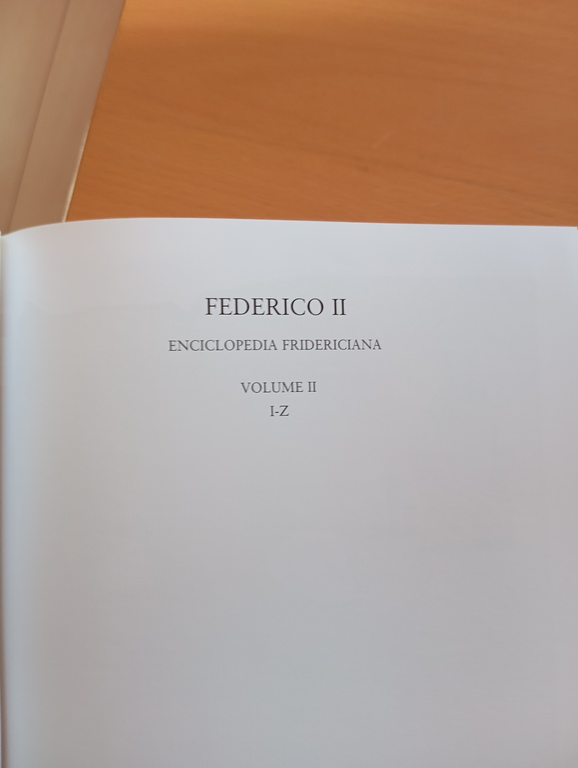 FEDERICO II
ENCICLOPEDIA FRIDERICIANA
VOLUME II
I-Z